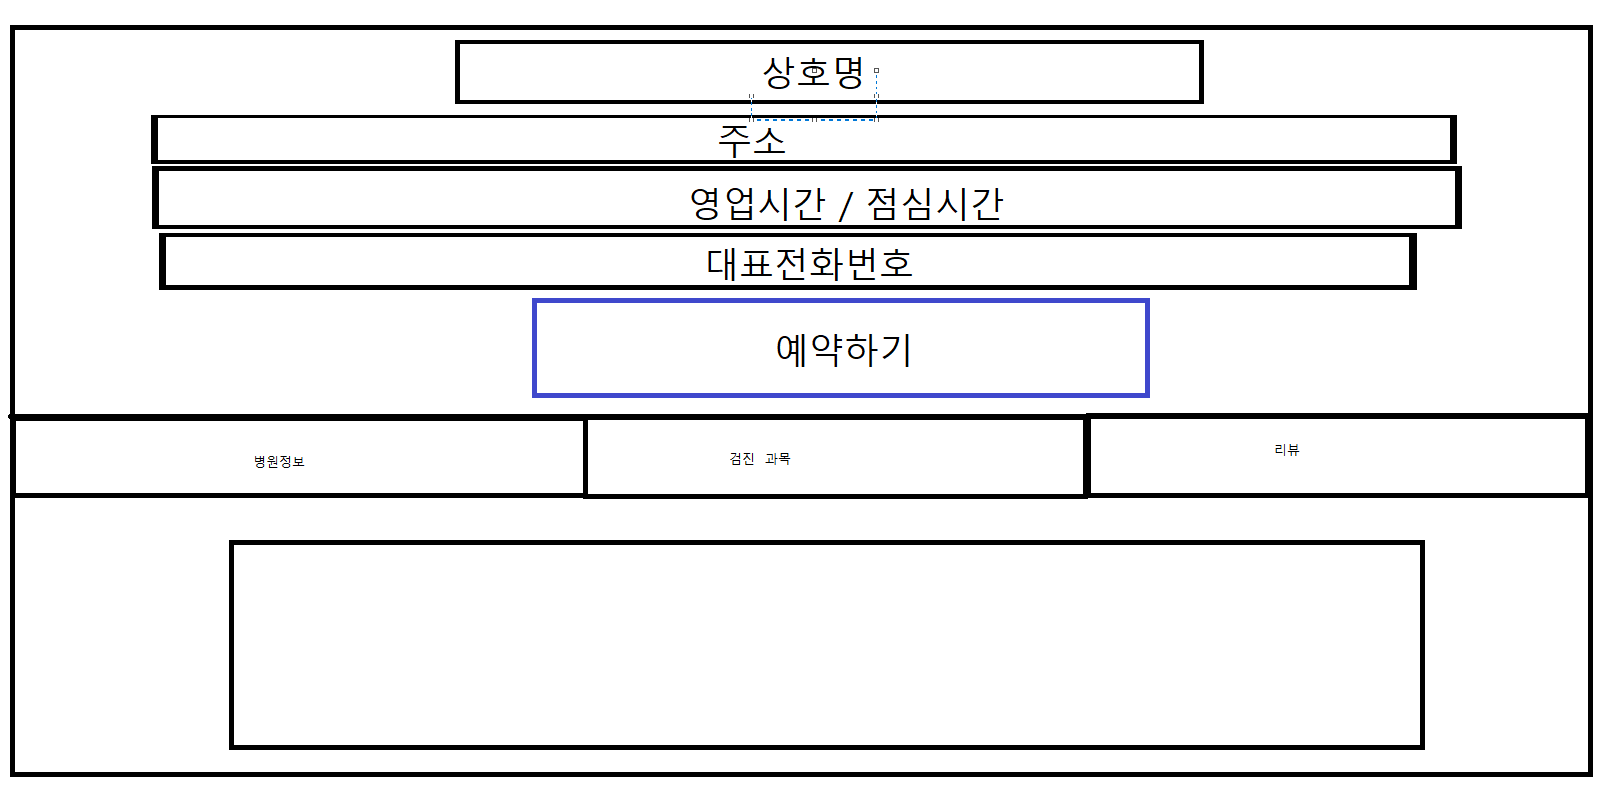 상호명
주소
영업시간 / 점심시간
대표전화번호
예약하기
병원정보
검진 과목
리뷰